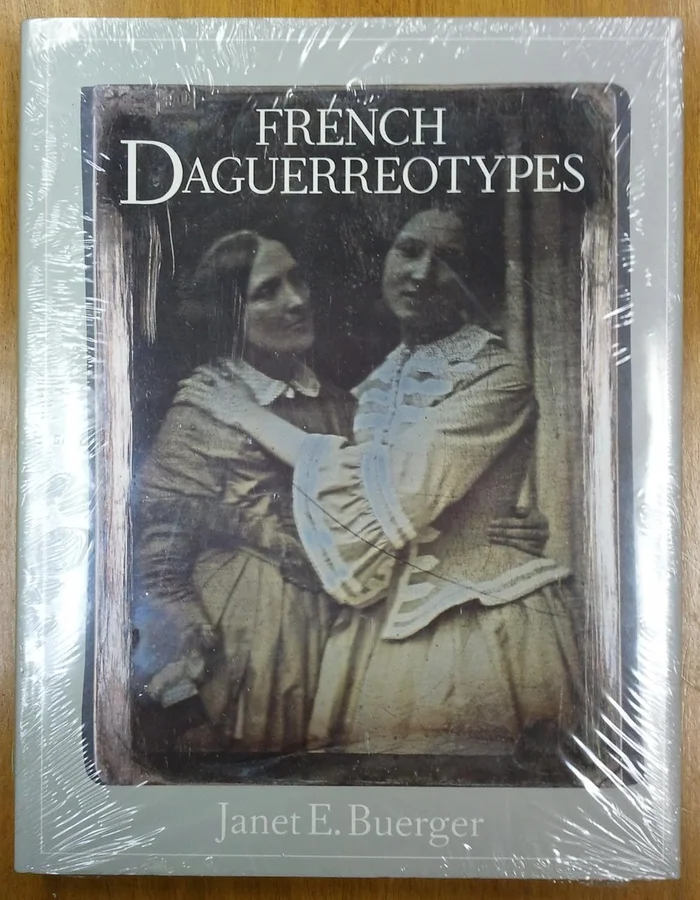 FRENCH
DAGUERREOTYPES
Janet E. Buerger